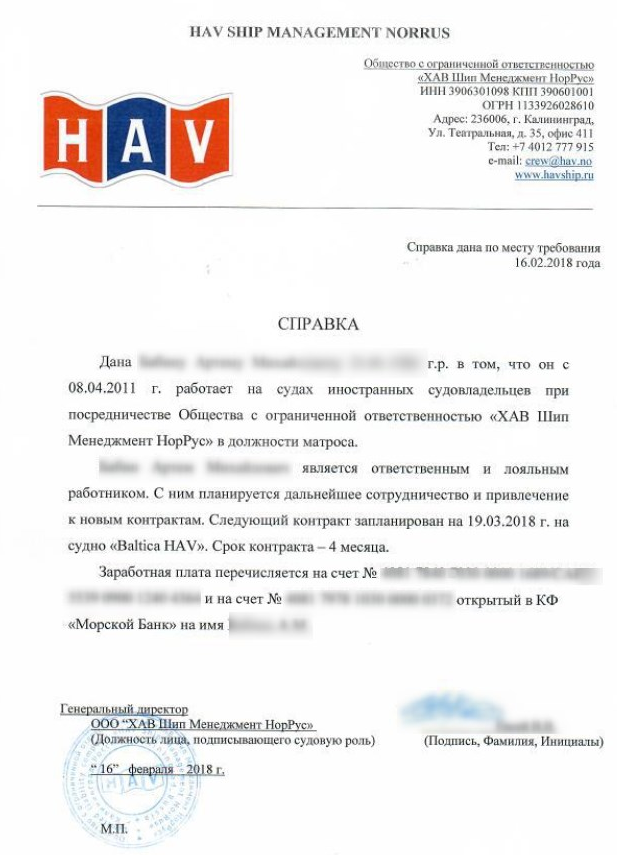 HAV SHIP MANAGEMENT NORRUS
HAV
Общество с ограниченной ответственностью
«ХАВ Шип Менеджмент НорРус»
ИНН 3906301098 КПП 390601001
ОГРН 1133926028610
Адрес: 236006, г. Калининград,
Ул. Театральная, д. 35, офис 411
Тел: +7 4012 777 915
e-mail: crew@hav.no
www.havship.ru
Справка дана по месту требования
16.02.2018 года
СПРАВКА
Дана г.р. в том, что он с
08.04.2011 г. работает на судах иностранных судовладельцев при
посредничестве Общества с ограниченной ответственностью «ХАВ Шип
Менеджмент НорРус» в должности матроса.
является ответственным и лояльным
работником. С ним планируется дальнейшее сотрудничество и привлечение
к новым контрактам. Следующий контракт запланирован на 19.03.2018 г. на
судно «Baltica HAV». Срок контракта – 4 месяца.
Заработная плата перечисляется на счет №
и на счет № открытый в КФ
«Морской Банк» на имя
Генеральный директор
ООО “ХАВ Шип Менеджмент НорРус»
(Должность лица, подписывающего судовую роль) (Подпись, Фамилия, Инициалы)
“ 16” февраля 2018 г.
HAV
М.П.